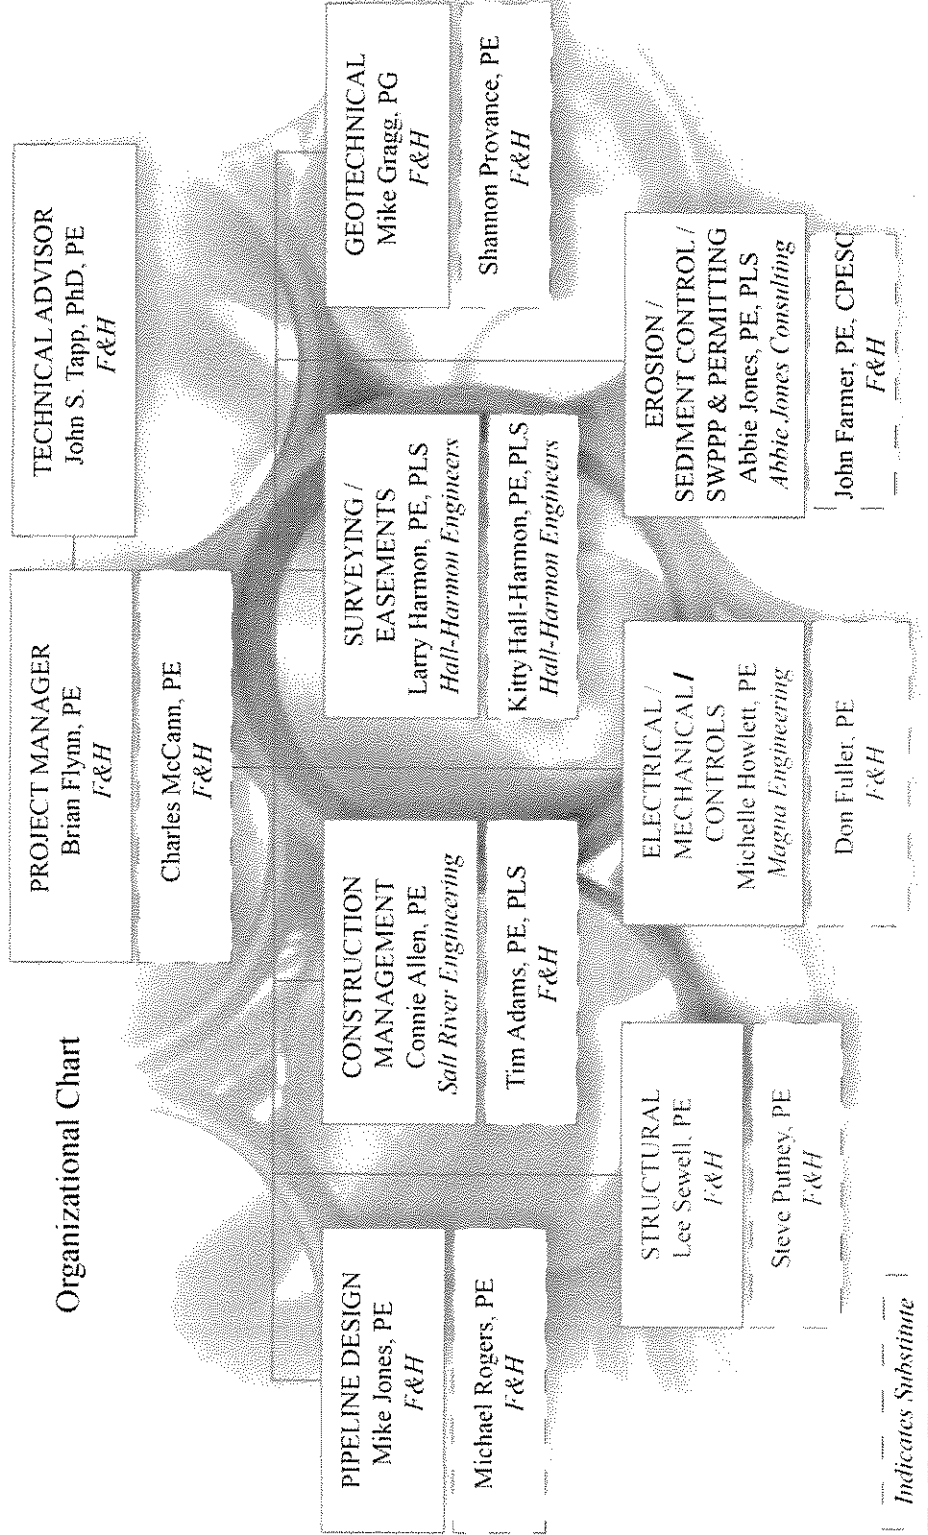 Organizational Chart
PROJECT MANAGER
Brian Flynn, PE
F&H
Charles McCann, PE
F&H
TECHNICAL ADVISOR
John S. Tapp, PhD, PE
F&H
PIPELINE DESIGN
Mike Jones, PE
F&H
Michael Rogers, PE
F&H
CONSTRUCTION
MANAGEMENT
Connie Allen, PE
Salt River Engineering
Tim Adams, PE, PLS
F&H
SURVEYING /
EASEMENTS
Larry Harmon, PE, PLS
Hall-Harmon Engineers
Kitty Hall-Harmon, PE, PLS
Hall-Harmon Engineers
GEOTECHNICAL
Mike Gragg, PG
F&H
Shannon Provance, PE
F&H
STRUCTURAL
Lee Sewell, PE
F&H
Steve Putney, PE
F&H
ELECTRICAL/
MECHANICAL/
CONTROLS
Michelle Howlett, PE
Magna Engineering
Don Fuller, PE
F&H
EROSION /
SEDIMENT CONTROL /
SWPPP & PERMITTING
Abbie Jones, PE, PLS
Abbie Jones Consulting
John Farmer, PE, CPESC
F&H
Indicates Substitute